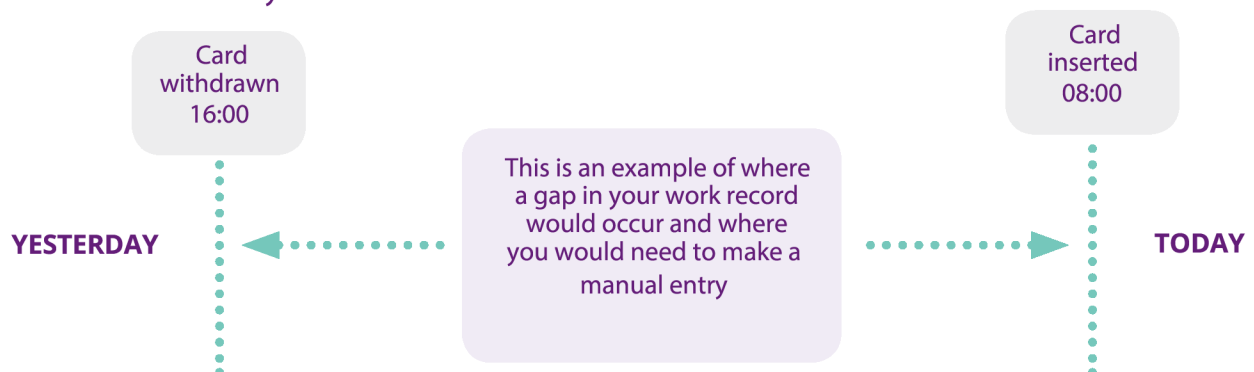 Card
withdrawn
16:00
Card
inserted
08:00
This is an example of where
a gap in your work record
would occur and where
you would need to make a
manual entry
YESTERDAY
TODAY